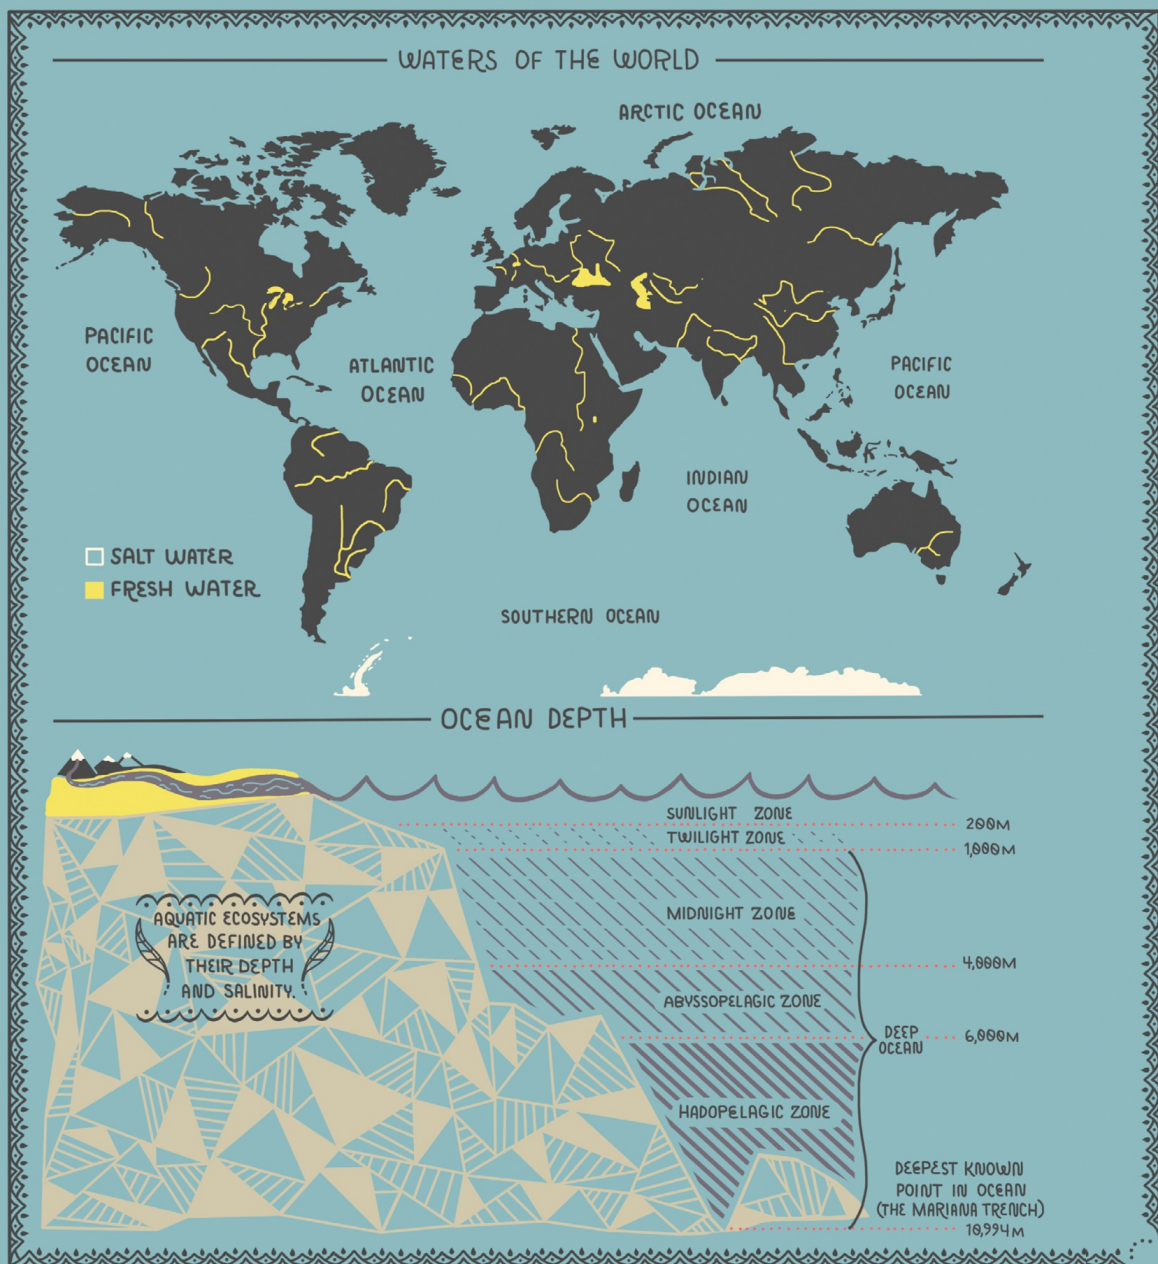 WATERS OF THE WORLD
ARCTIC OCEAN
PACIFIC
OCEAN
ATLANTIC
OCEAN
PACIFIC
OCEAN
INDIAN
OCEAN
SALT WATER
FRESH WATER
SOUTHERN OCEAN
OCEAN DEPTH
SUNLIGHT ZONE
200M
TWILIGHT ZONE
1,000M
AQUATIC ECOSYSTEMS
ARE DEFINED BY
THEIR DEPTH
AND SALINITY.
MIDNIGHT ZONE
4,000M
ABYSSOPELAGIC ZONE
DEEP
OCEAN
6,000M
HADOPELAGIC ZONE
DEEPEST KNOWN
POINT IN OCEAN
(THE MARIANA TRENCH)
10,994M